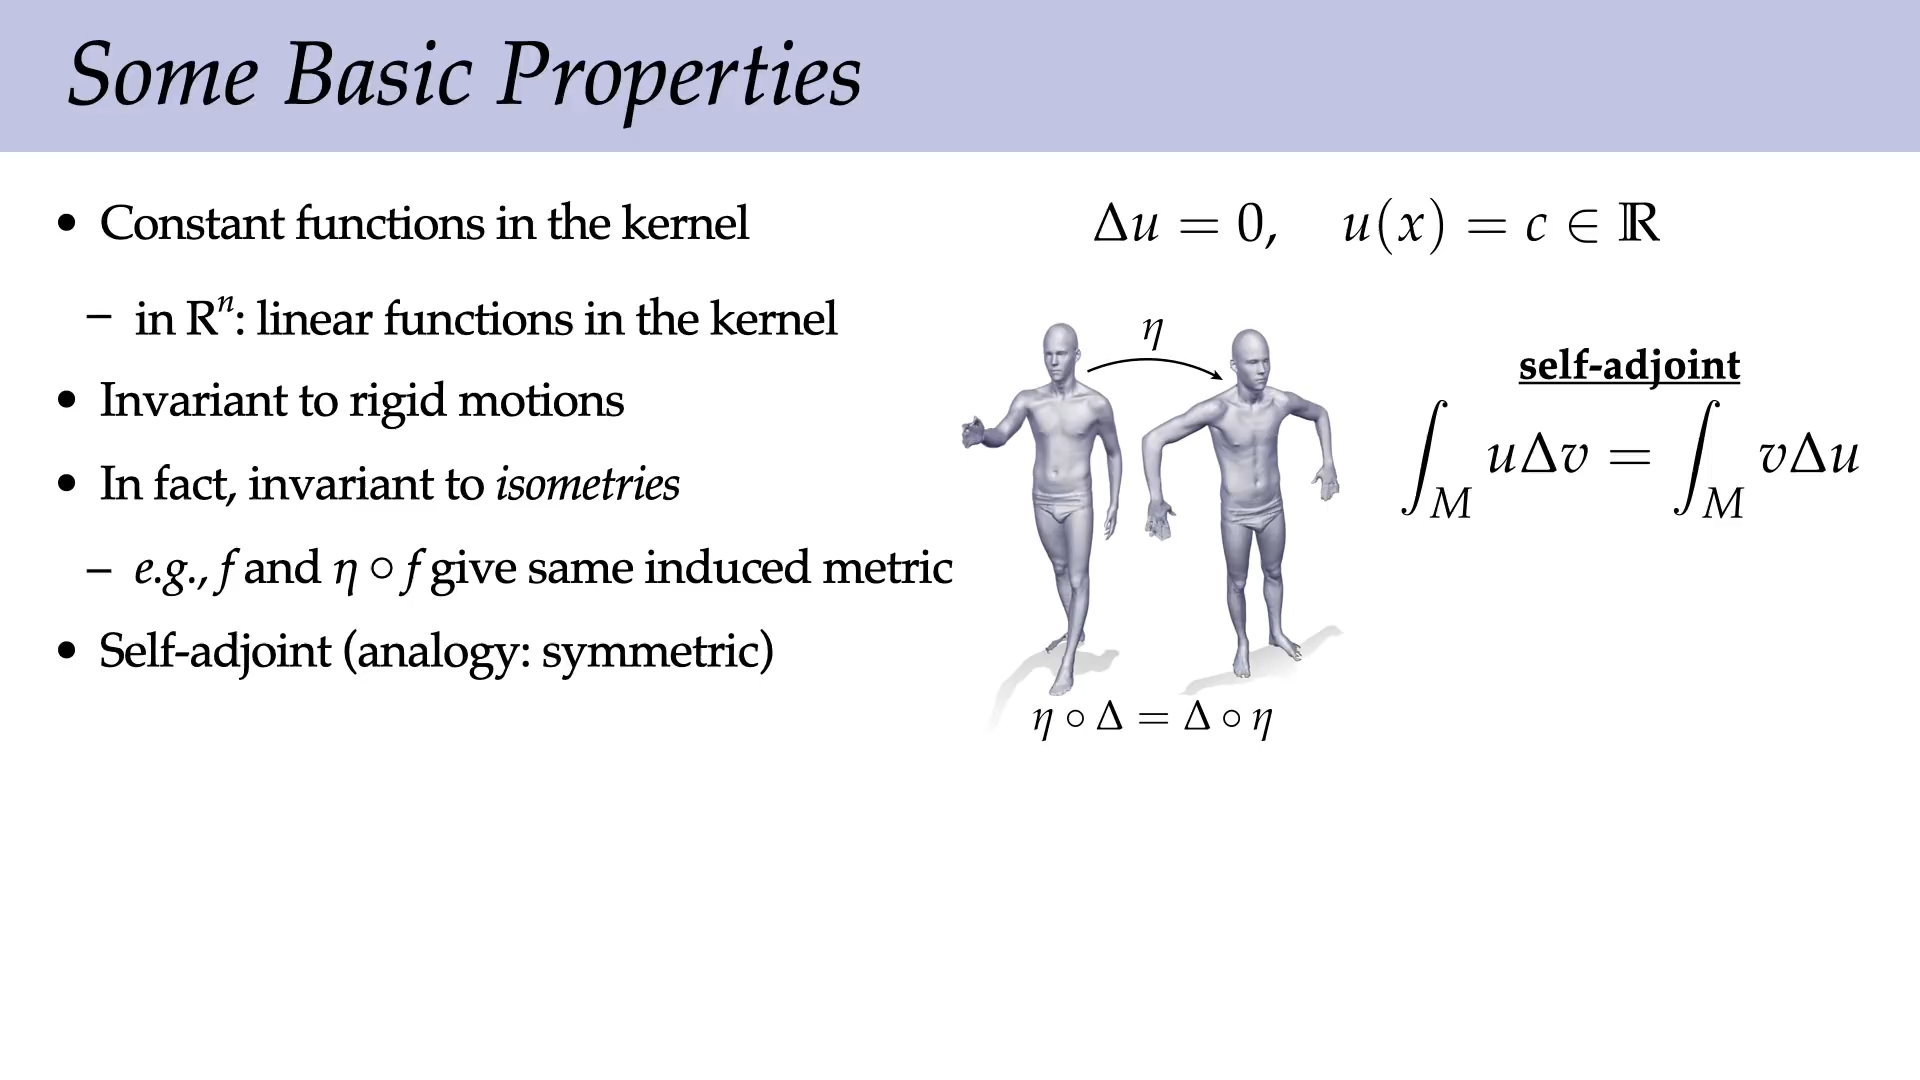 Some Basic Properties
• Constant functions in the kernel
– in Rⁿ: linear functions in the kernel
• Invariant to rigid motions
• In fact, invariant to isometries
– e.g., f and η ∘ f give same induced metric
• Self-adjoint (analogy: symmetric)
Δu = 0, u(x) = c ∈ ℝ
η
η ∘ Δ = Δ ∘ η
self-adjoint
∫_M uΔv = ∫_M vΔu